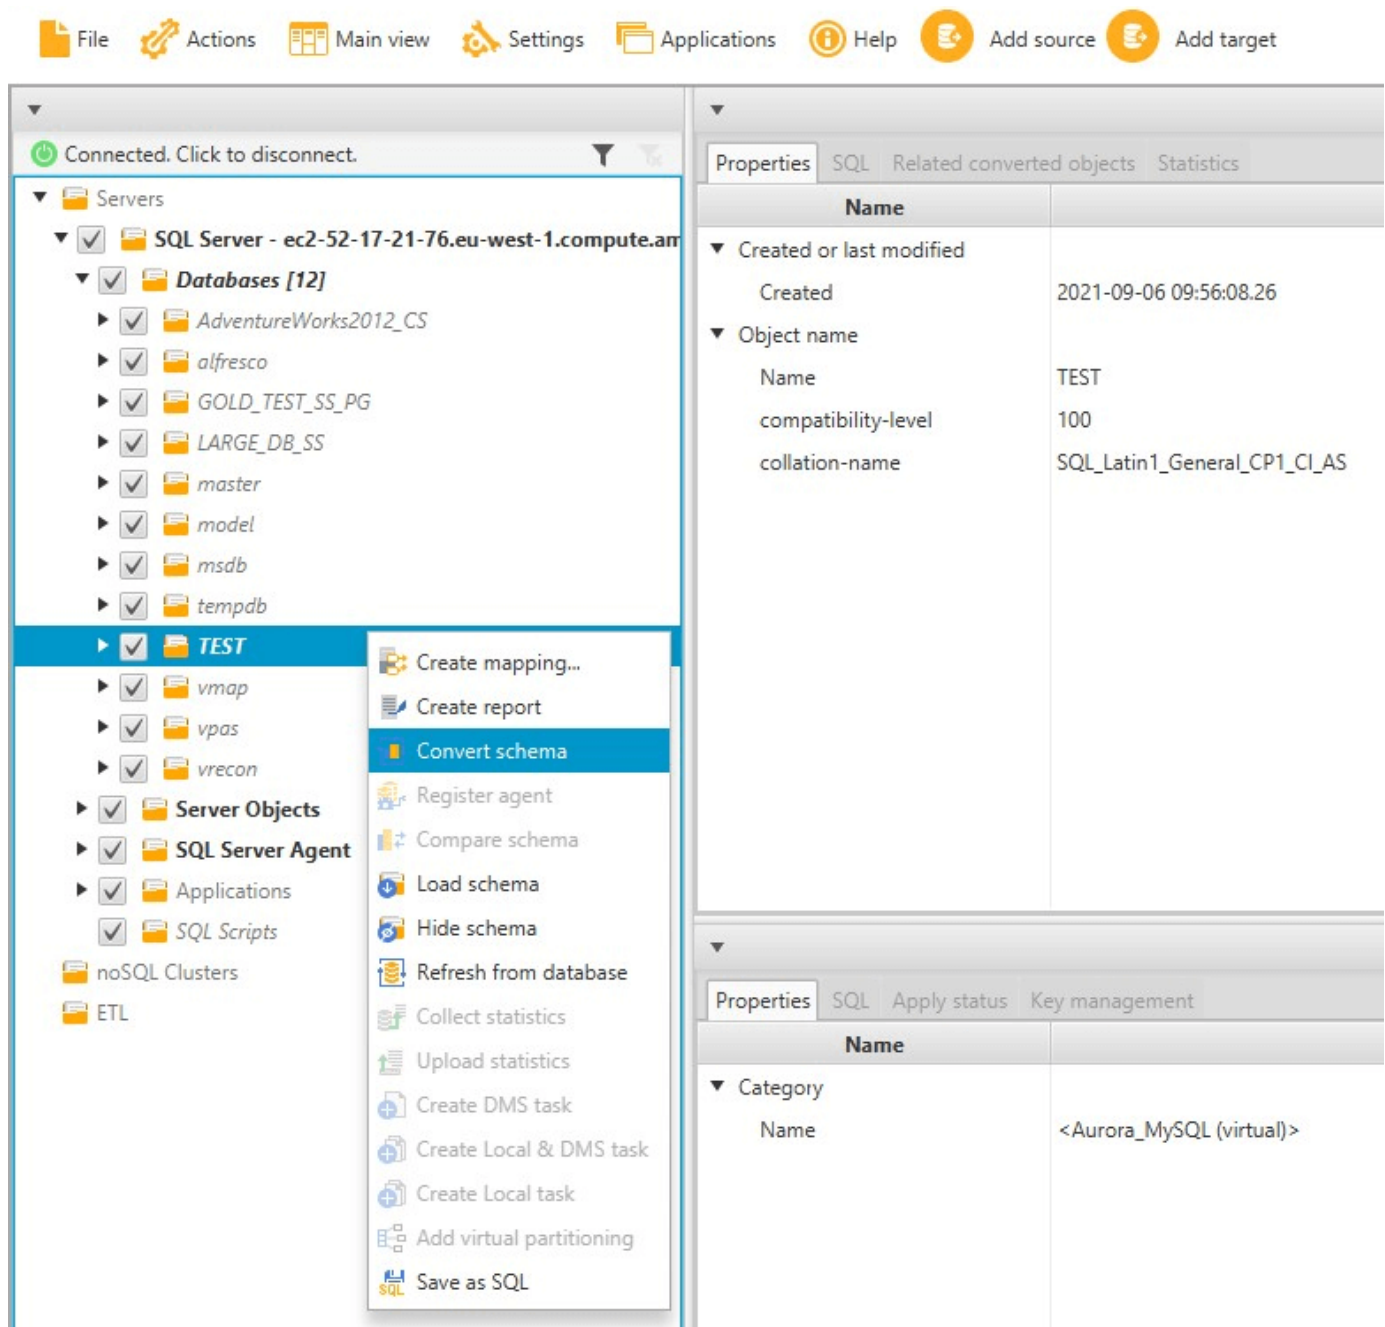 File Actions Main view Settings Applications Help Add source Add target
Connected. Click to disconnect.
Servers
SQL Server - ec2-52-17-21-76.eu-west-1.compute.am
Databases [12]
AdventureWorks2012_CS
alfresco
GOLD_TEST_SS_PG
LARGE_DB_SS
master
model
msdb
tempdb
TEST
vmap
vpas
vrecon
Server Objects
SQL Server Agent
Applications
SQL Scripts
noSQL Clusters
ETL
Create mapping...
Create report
Convert schema
Register agent
Compare schema
Load schema
Hide schema
Refresh from database
Collect statistics
Upload statistics
Create DMS task
Create Local & DMS task
Create Local task
Add virtual partitioning
SQL Save as SQL
Properties SQL Related converted objects Statistics
Name
Created or last modified
Created 2021-09-06 09:56:08.26
Object name
Name TEST
compatibility-level 100
collation-name SQL_Latin1_General_CP1_CI_AS
Properties SQL Apply status Key management
Name
Category
Name <Aurora_MySQL (virtual)>